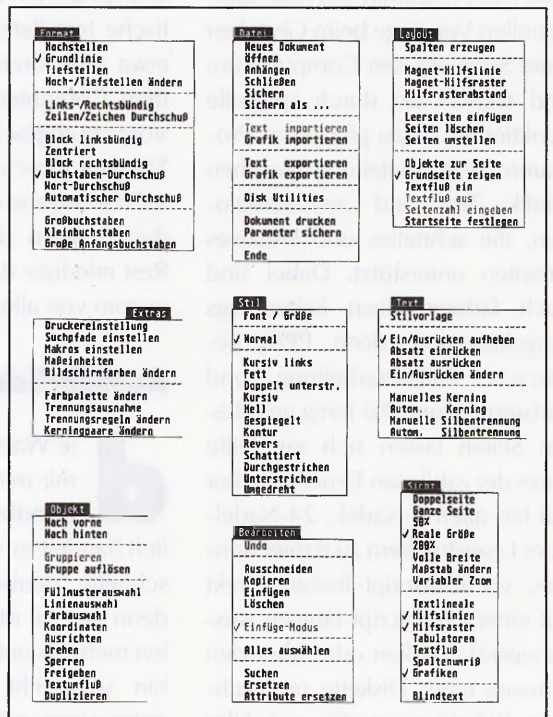 Format
Hochstellen
✓ Grundlinie
Tiefstellen
Hoch-/Tiefstellen ändern
Links-/Rechtsbündig
Zeilen/Zeichen Durchschuß
Block linksbündig
Zentriert
Block rechtsbündig
✓ Buchstaben-Durchschuß
Wort-Durchschuß
Automatischer Durchschuß
Großbuchstaben
Kleinbuchstaben
Große Anfangsbuchstaben
Datei
Neues Dokument
Öffnen
Anhängen
Schließen
Sichern
Sichern als ...
Text importieren
Grafik importieren
Text exportieren
Grafik exportieren
Disk Utilities
Dokument drucken
Parameter sichern
Ende
Layout
Spalten erzeugen
Magnet-Hilfslinie
Magnet-Hilfsraster
Hilfsrasterabstand
Leerseiten einfügen
Seiten löschen
Seiten umstellen
Objekte zur Seite
✓ Grundseite zeigen
Textfluß ein
Textfluß aus
Seitenzahl eingeben
Startseite festlegen
Extras
Druckereinstellung
Suchpfade einstellen
Makros einstellen
Maßeinheiten
Bildschirmfarben ändern
Farbpalette ändern
Trennungsausnahme
Trennungsregeln ändern
Kerningpaare ändern
Stil
Font / Größe
✓ Normal
Kursiv links
Fett
Doppelt unterstr.
Kursiv
Hell
Gespiegelt
Kontur
Revers
Schattiert
Durchgestrichen
Unterstrichen
Umgedreht
Text
Stilvorlage
✓ Ein/Ausrücken aufheben
Absatz einrücken
Absatz ausrücken
Ein/Ausrücken ändern
Manuelles Kerning
Autom. Kerning
Manuelle Silbentrennung
Autom. Silbentrennung
Objekt
Nach vorne
Nach hinten
Gruppieren
Gruppe auflösen
Füllmusterauswahl
Linienauswahl
Farbauswahl
Koordinaten
Ausrichten
Drehen
Sperren
Freigeben
Textumfluß
Duplizieren
Bearbeiten
Undo
Ausschneiden
Kopieren
Einfügen
Löschen
✓ Einfüge-Modus
Alles auswählen
Suchen
Ersetzen
Attribute ersetzen
Screen
Doppelseite
Ganze Seite
50%
✓ Reale Größe
200%
Volle Breite
Maßstab ändern
Variabler Zoom
Textlineale
✓ Hilfslinien
✓ Hilfsraster
Tabulatoren
Textfluß
✓ Spaltenumriß
✓ Grafiken
Blindtext